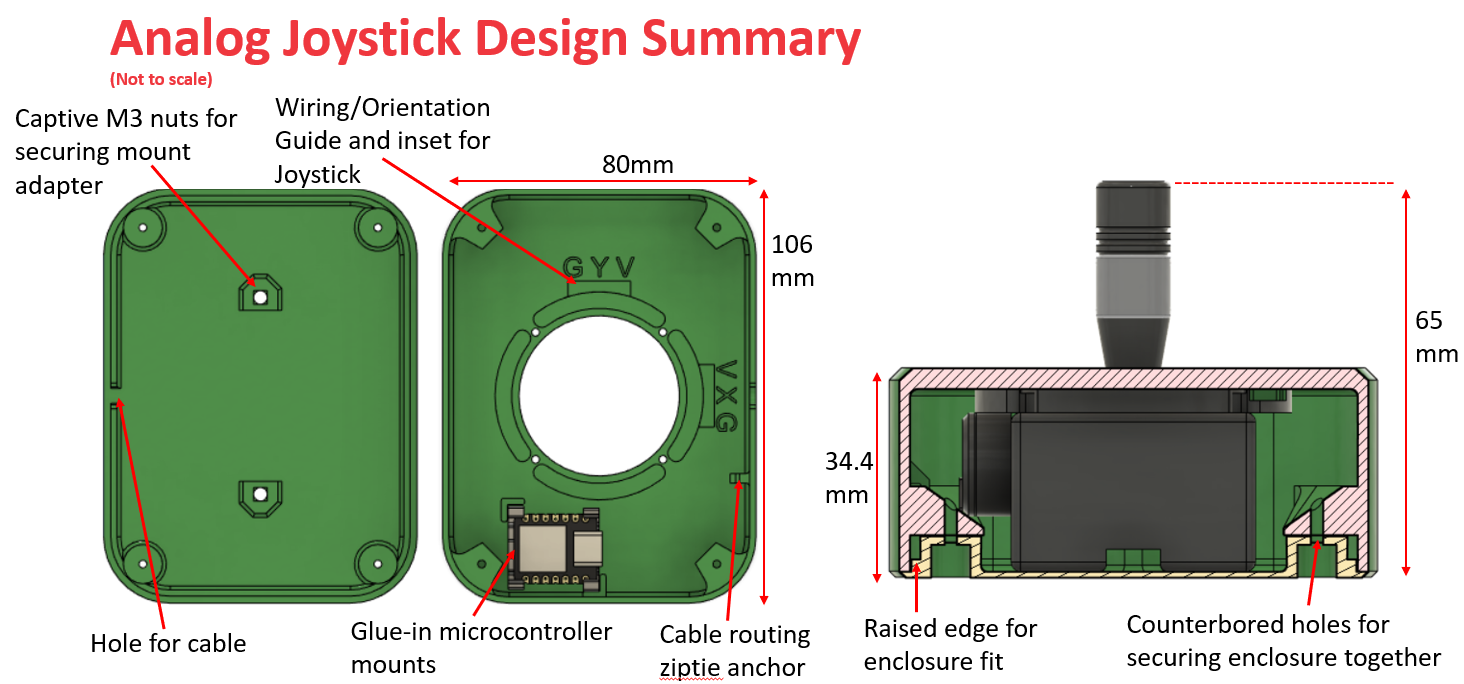 Analog Joystick Design Summary
(Not to scale)
Captive M3 nuts for
securing mount
adapter
Wiring/Orientation
Guide and inset for
Joystick
80mm
106
mm
G Y V
V X G
65
mm
34.4
mm
Hole for cable
Glue-in microcontroller
mounts
Cable routing
ziptie anchor
Raised edge for
enclosure fit
Counterbored holes for
securing enclosure together